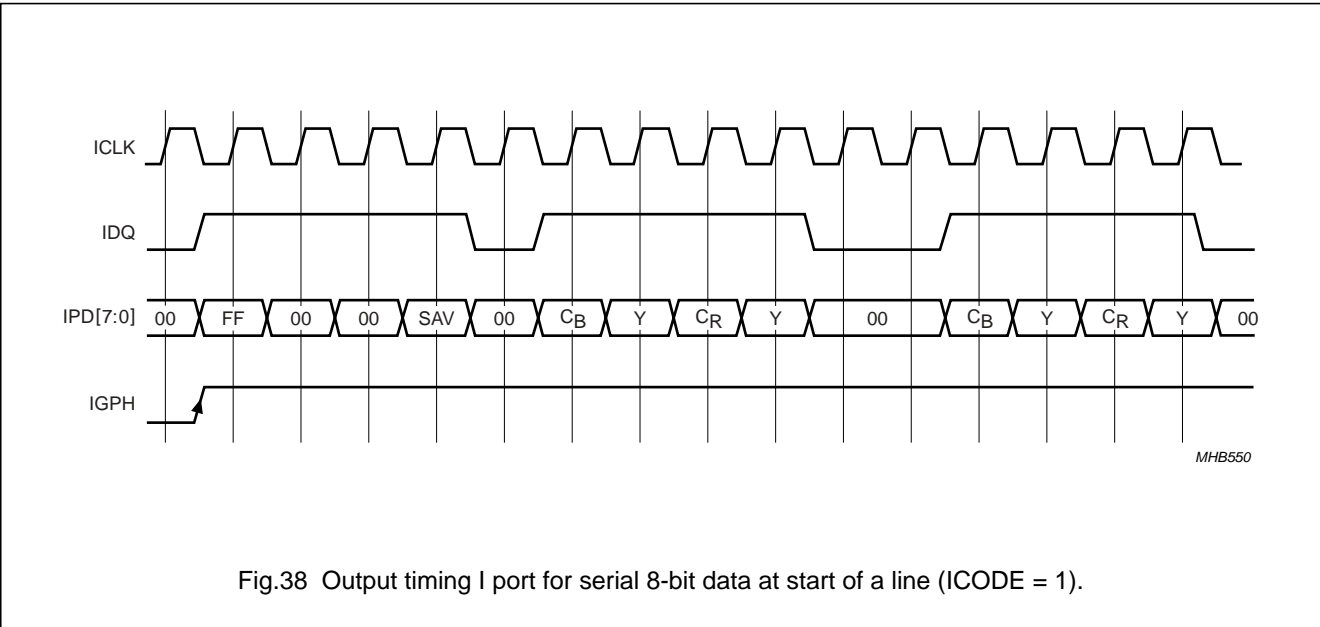 ICLK
IDQ
IPD[7:0] 00 FF 00 00 SAV 00 CB Y CR Y 00 CB Y CR Y 00
IGPH
MHB550
Fig.38 Output timing I port for serial 8-bit data at start of a line (ICODE = 1).